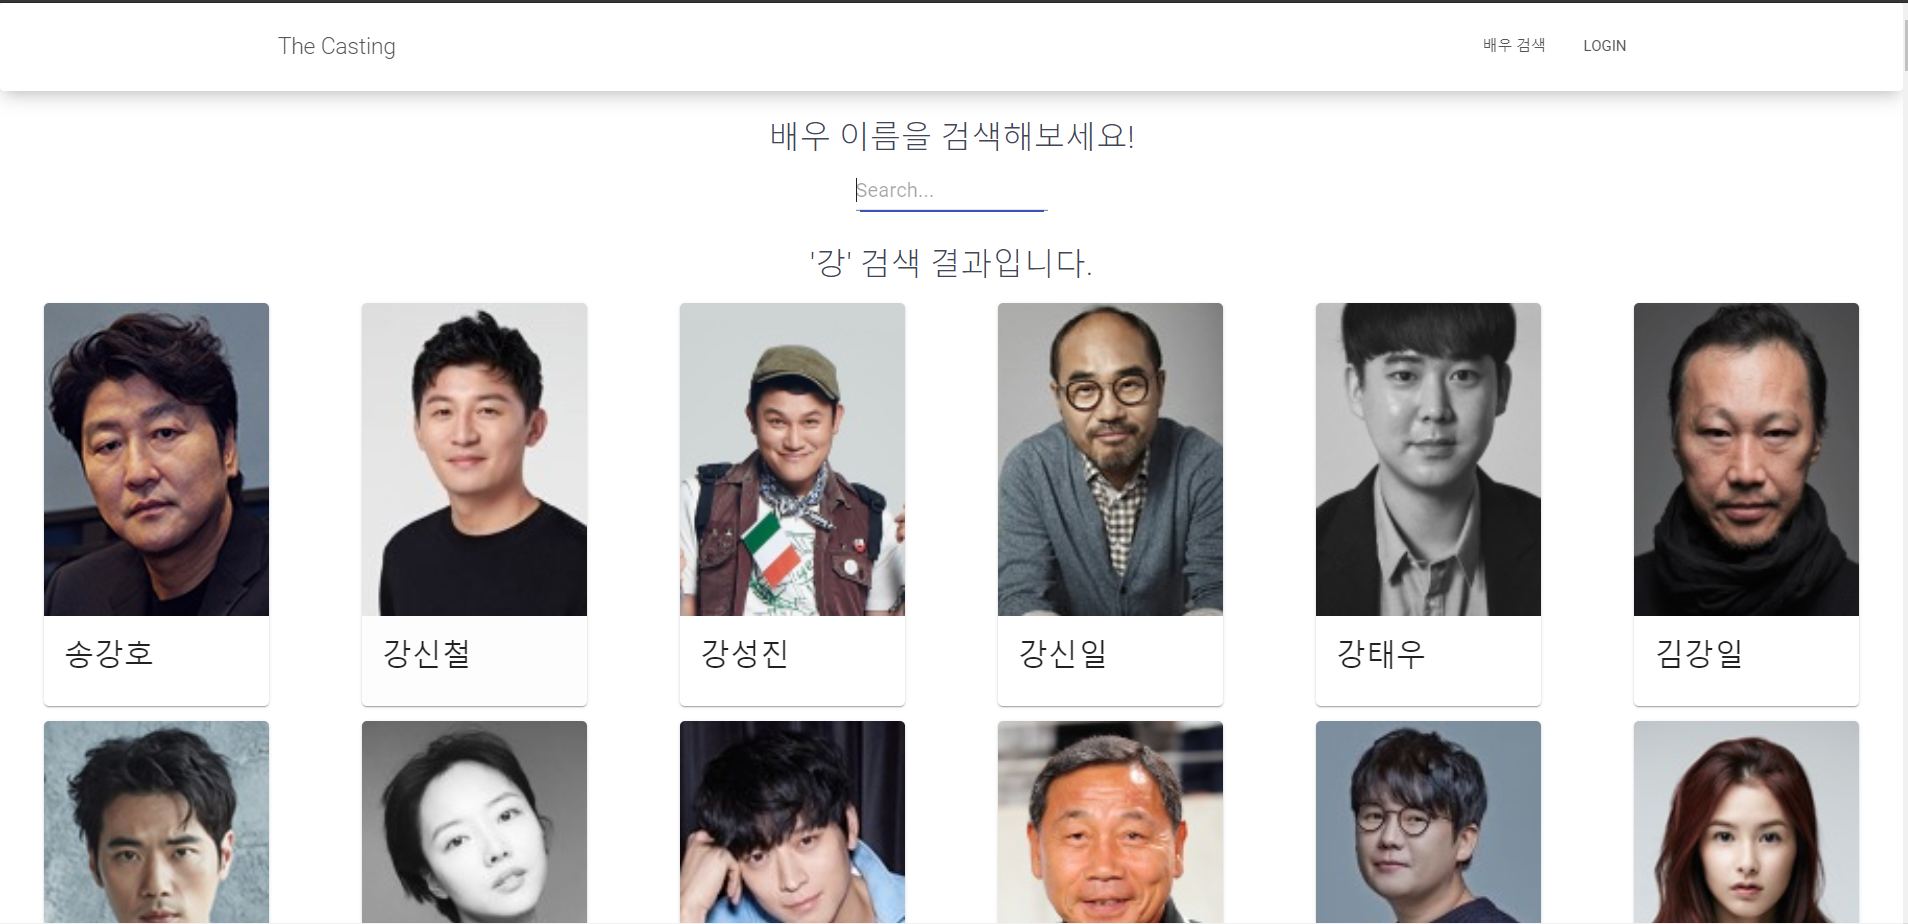 The Casting
배우 검색
LOGIN
배우 이름을 검색해보세요!
Search...
'강' 검색 결과입니다.
송강호
강신철
강성진
강신일
강태우
김강일